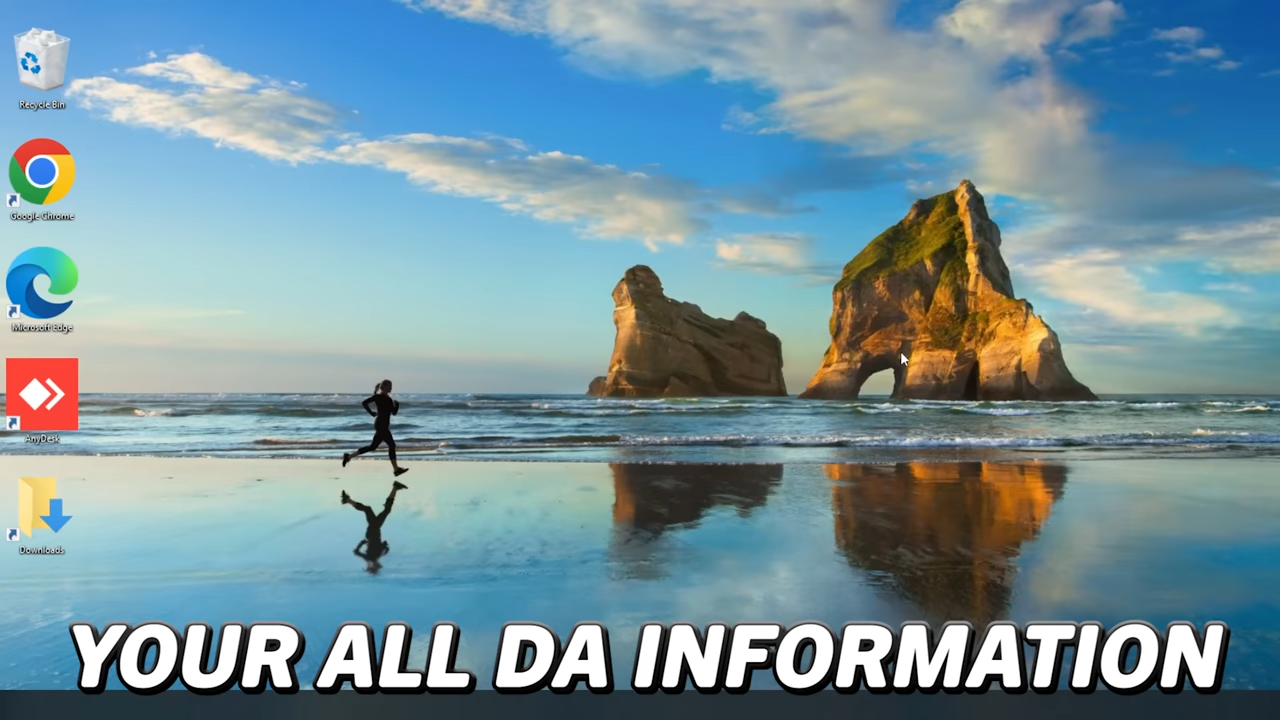 Recycle Bin
Google Chrome
Microsoft Edge
AnyDesk
Downloads
YOUR ALL DA INFORMATION